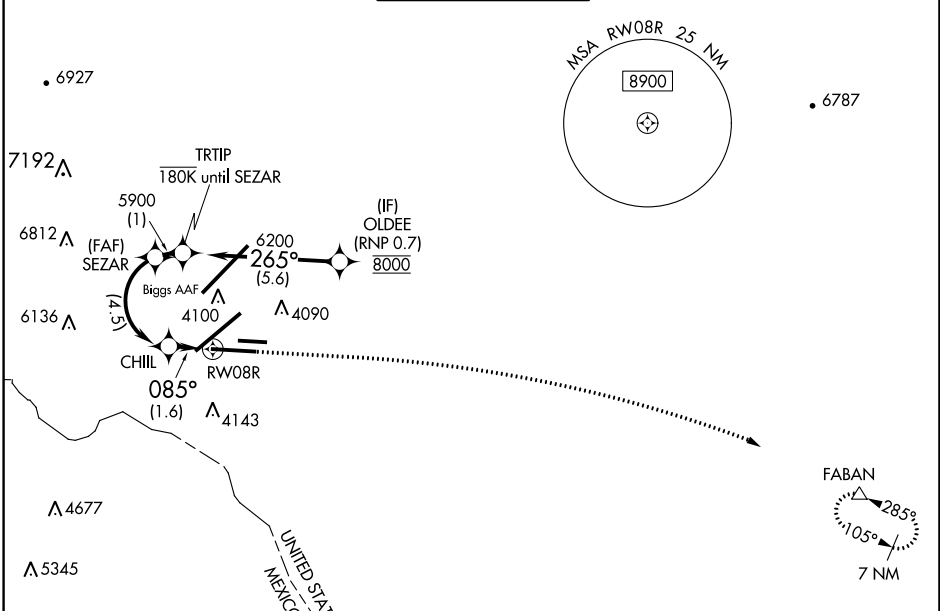 MSA RW08R 25 NM
8900
6927
6787
7192
TRTIP
180K until SEZAR
5900
(1)
(IF)
OLDEE
(RNP 0.7)
8000
6812
(FAF)
SEZAR
6200
265°
(5.6)
Biggs AAF
4100
4090
6136
(4.5)
CHIIL
RW08R
085°
(1.6)
4143
4677
5345
FABAN
285°
105°
7 NM
UNITED STAT
MEXICO